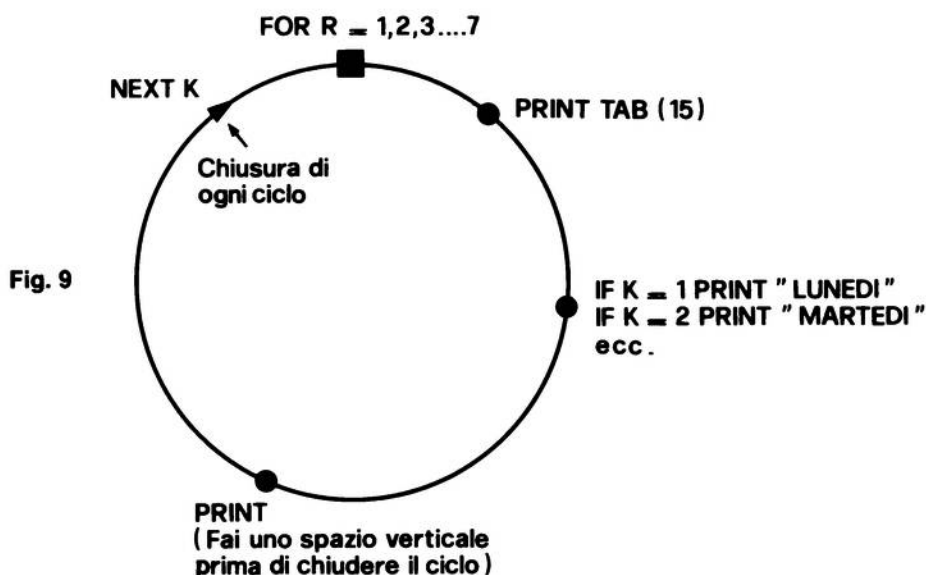 FOR R = 1,2,3....7
NEXT K
PRINT TAB (15)
Chiusura di
ogni ciclo
Fig. 9
IF K = 1 PRINT " LUNEDI"
IF K = 2 PRINT " MARTEDI"
ecc.
PRINT
(Fai uno spazio verticale
prima di chiudere il ciclo)